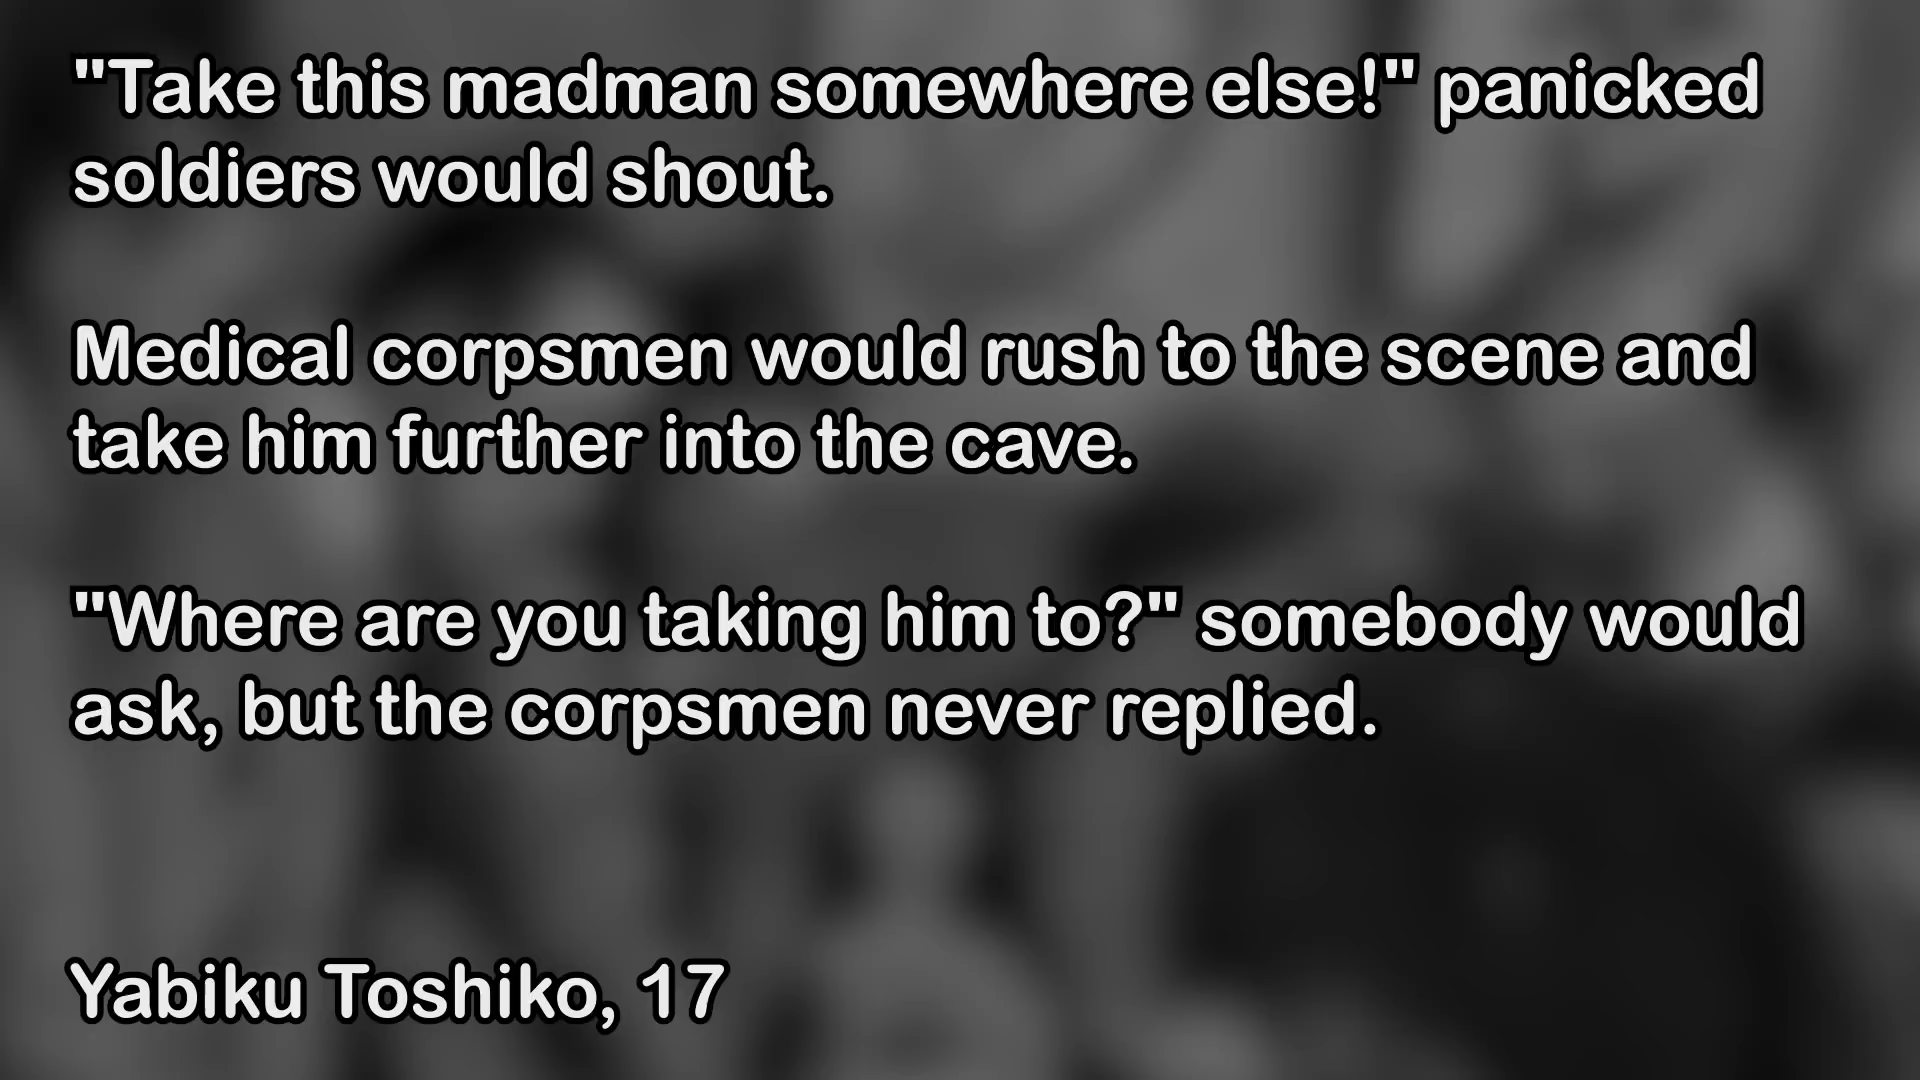 "Take this madman somewhere else!" panicked
soldiers would shout.
Medical corpsmen would rush to the scene and
take him further into the cave.
"Where are you taking him to?" somebody would
ask, but the corpsmen never replied.
Yabiku Toshiko, 17